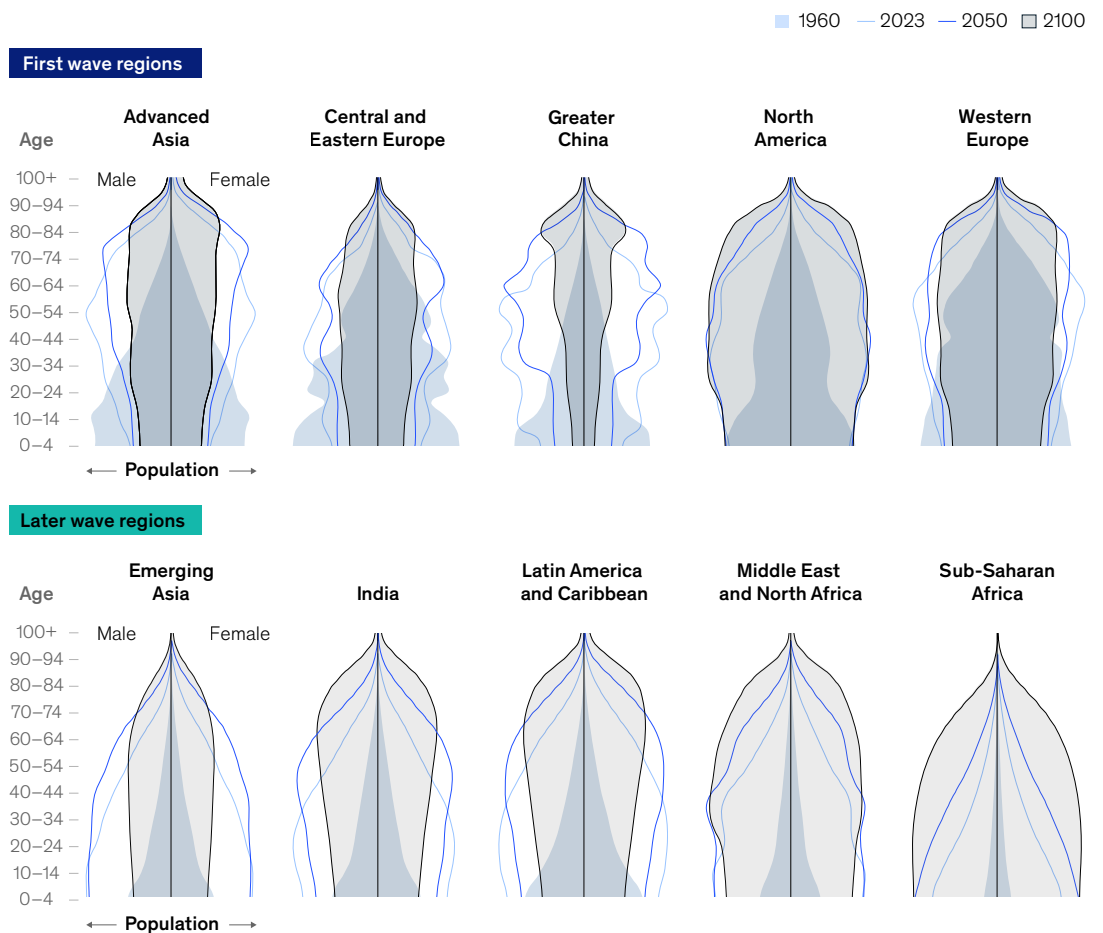 1960 2023 2050 2100
First wave regions
Age
Advanced
Asia
Central and
Eastern Europe
Greater
China
North
America
Western
Europe
100+ Male Female
90–94
80–84
70–74
60–64
50–54
40–44
30–34
20–24
10–14
0–4
Population
Later wave regions
Age
Emerging
Asia
India
Latin America
and Caribbean
Middle East
and North Africa
Sub-Saharan
Africa
100+ Male Female
90–94
80–84
70–74
60–64
50–54
40–44
30–34
20–24
10–14
0–4
Population